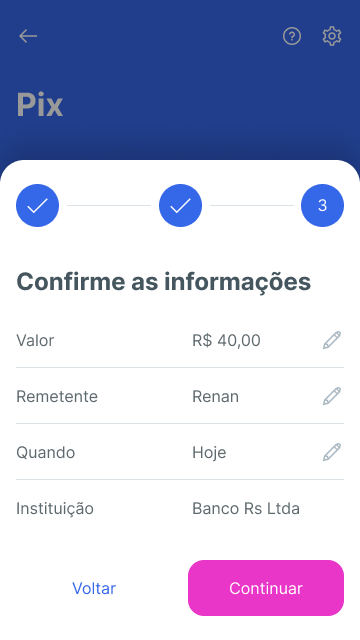 Pix
3
Confirme as informações
Valor R$ 40,00
Remetente Renan
Quando Hoje
Instituição Banco Rs Ltda
Voltar Continuar